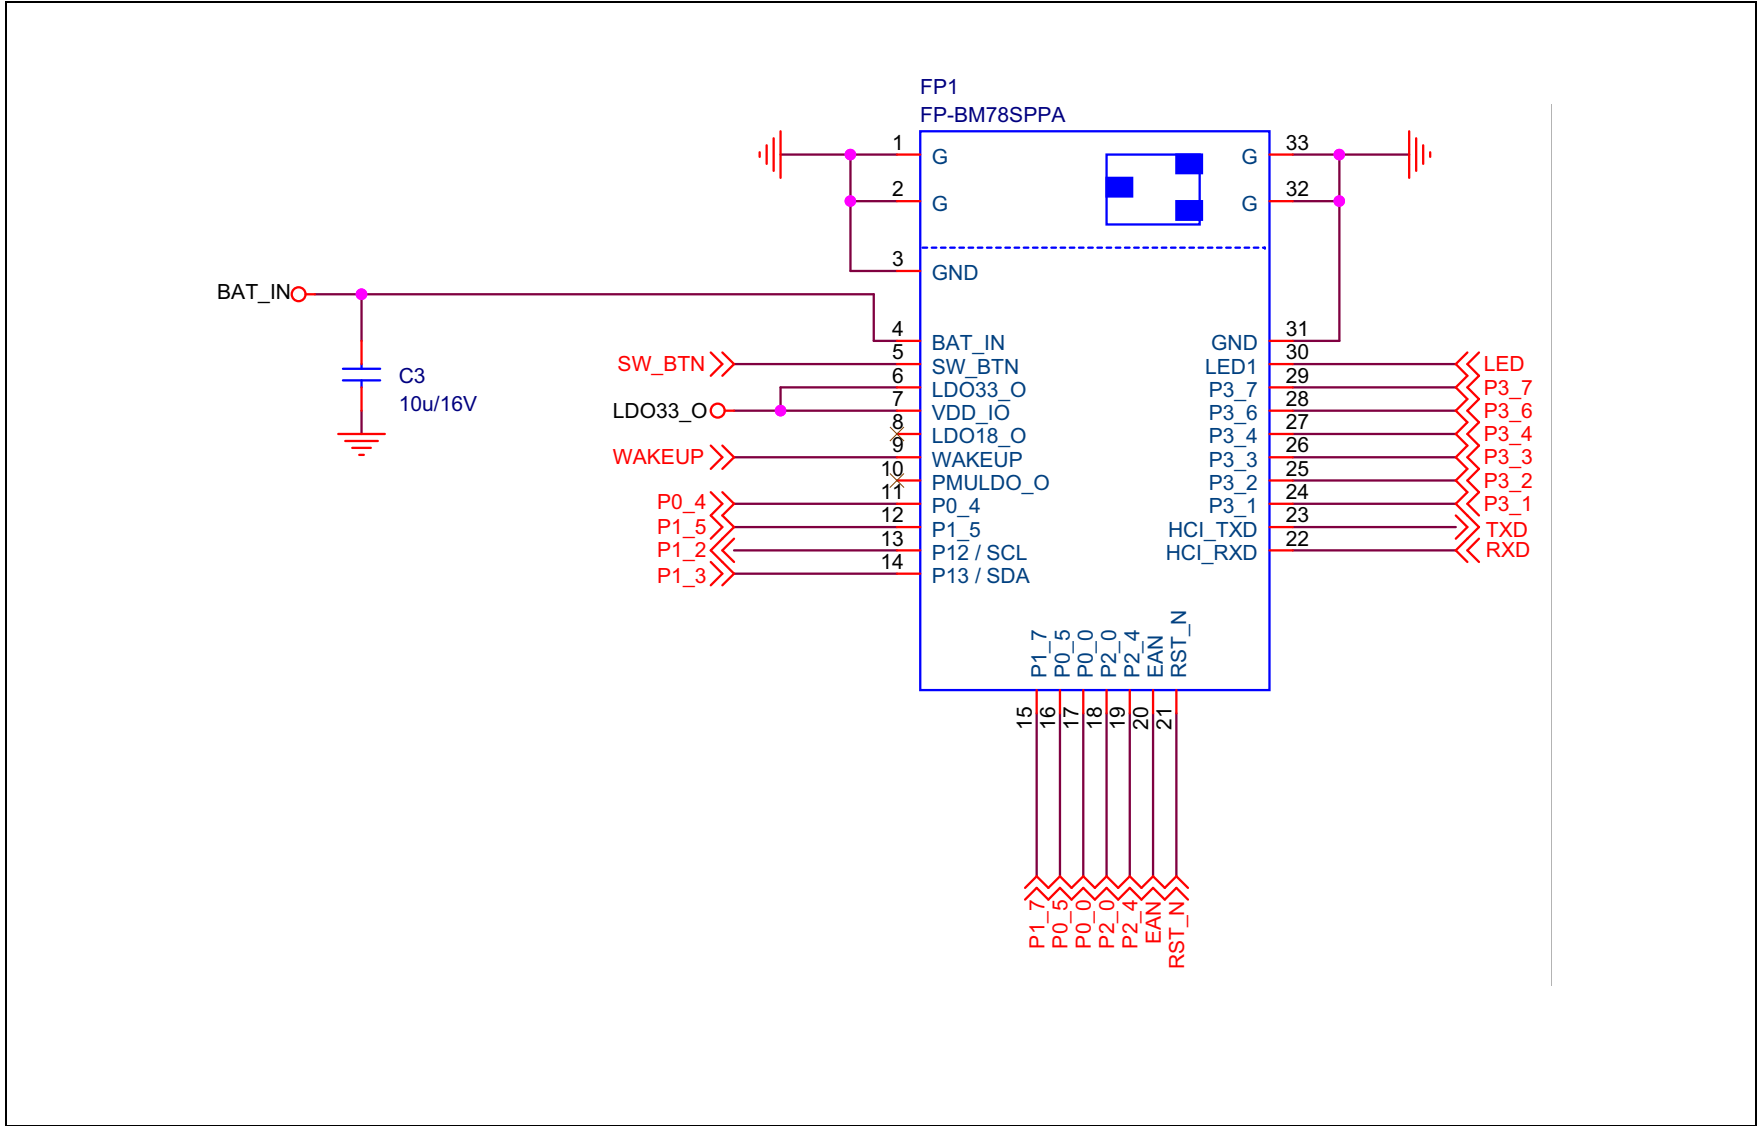 FP1
FP-BM78SPPA
1
G
G
33
2
G
G
32
3
GND
BAT_IN
4
BAT_IN
GND
31
SW_BTN
5
SW_BTN
LED1
30
LED
6
LDO33_O
P3_7
29
P3_7
LDO33_O
7
VDD_IO
P3_6
28
P3_6
8
LDO18_O
P3_4
27
P3_4
WAKEUP
9
WAKEUP
P3_3
26
P3_3
10
PMULDO_O
P3_2
25
P3_2
P0_4
11
P0_4
P3_1
24
P3_1
P1_5
12
P1_5
HCI_TXD
23
TXD
P1_2
13
P12 / SCL
HCI_RXD
22
RXD
P1_3
14
P13 / SDA
C3
10u/16V
P1_7
P0_5
P0_0
P2_0
P2_4
EAN
RST_N
15
16
17
18
19
20
21
P1_7
P0_5
P0_0
P2_0
P2_4
EAN
RST_N